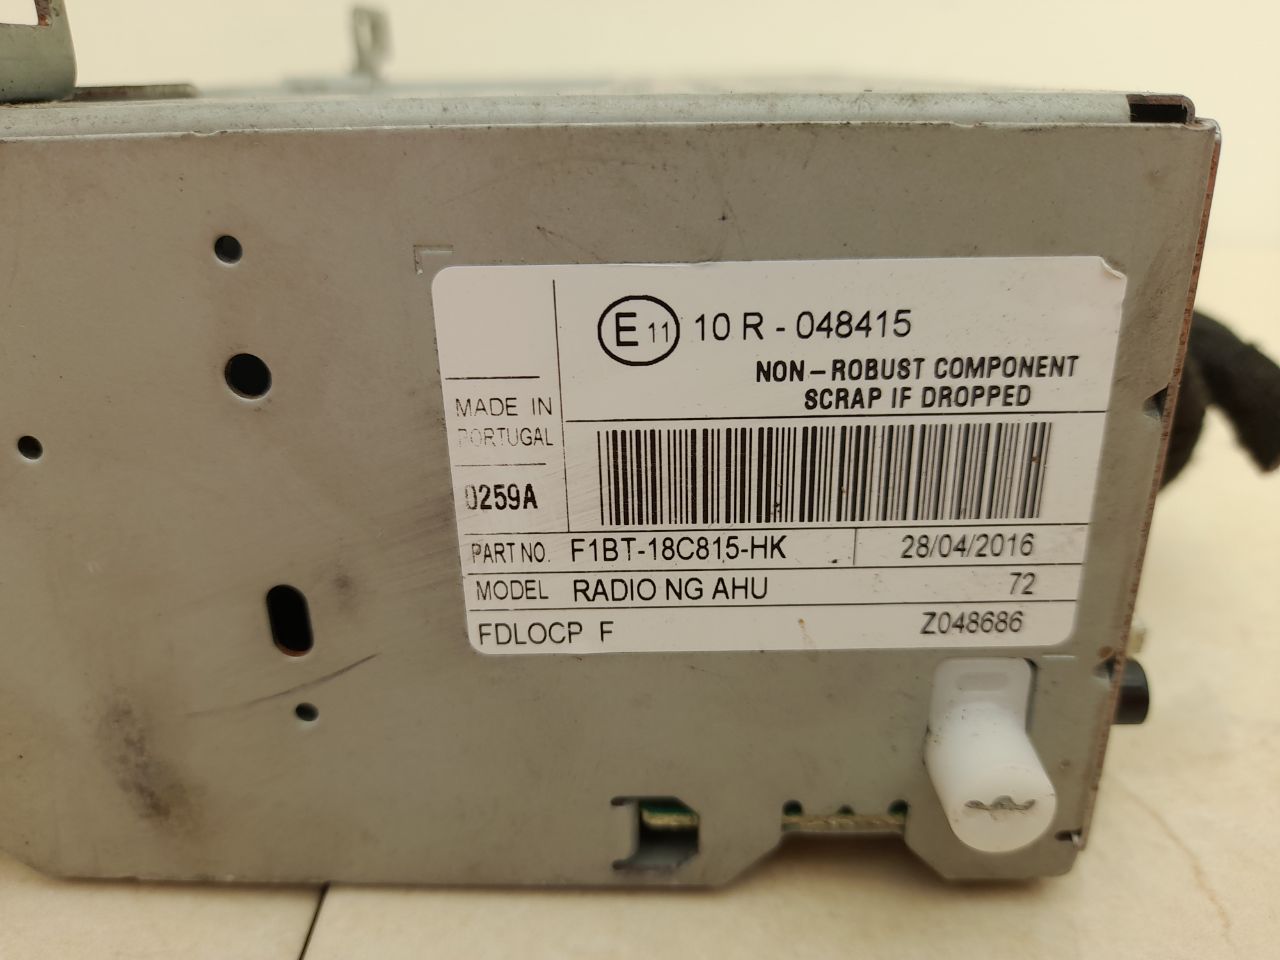 E 11 10 R - 048415
NON-ROBUST COMPONENT
SCRAP IF DROPPED
MADE IN
PORTUGAL
0259A
PART NO. F1BT-18C815-HK 28/04/2016
MODEL RADIO NG AHU 72
FDLOCP F Z048686